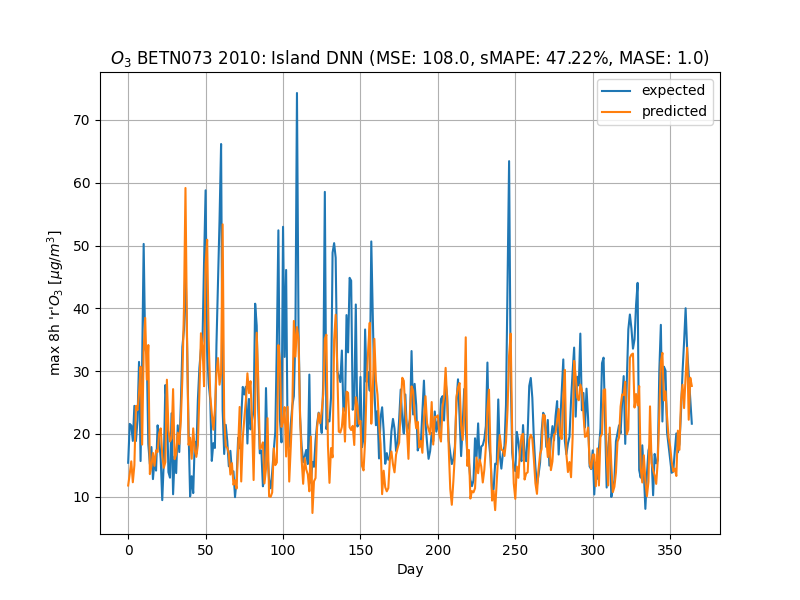 O₃ BETN073 2010: Island DNN (MSE: 108.0, sMAPE: 47.22%, MASE: 1.0)
expected
predicted
max 8h 'r'O₃ [μg/m³]
70
60
50
40
30
20
10
0 50 100 150 200 250 300 350
Day